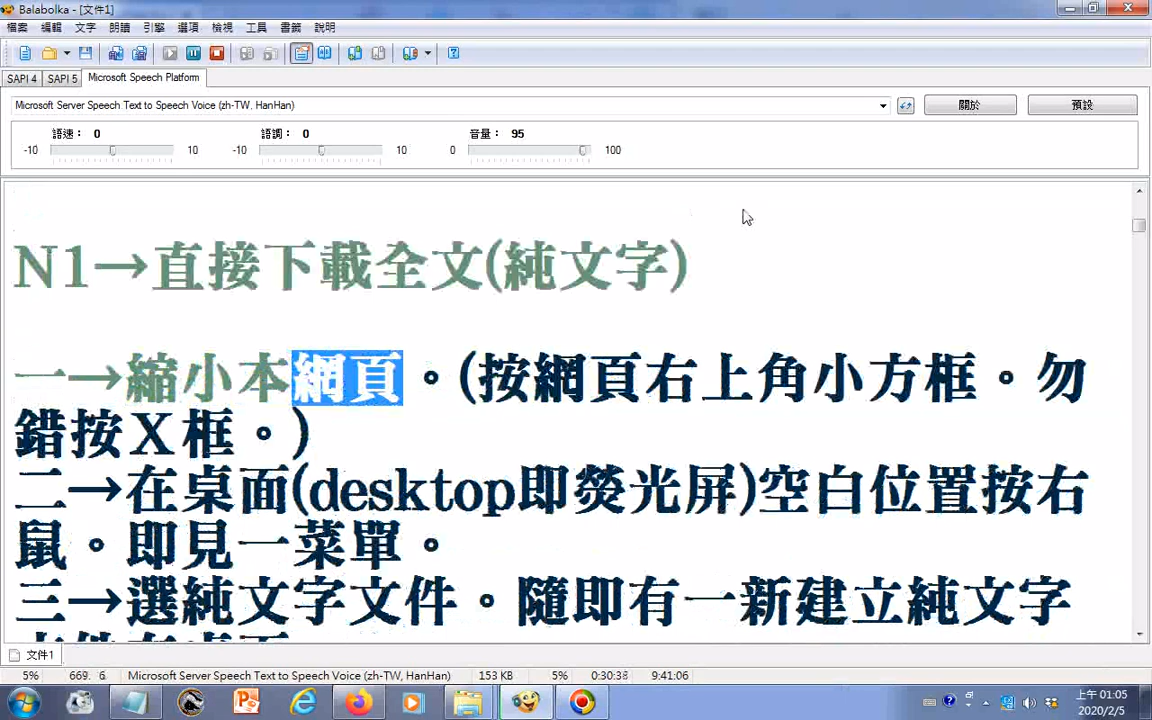 Balabolka - [文件1]
檔案 編輯 文字 朗讀 引擎 選項 檢視 工具 書籤 說明
SAPI 4 SAPI 5 Microsoft Speech Platform
Microsoft Server Speech Text to Speech Voice (zh-TW, HanHan) 關於 預設
語速： 0 語調： 0 音量： 95
-10 10 -10 10 0 100
N1→直接下載全文(純文字)
一→縮小本網頁。(按網頁右上角小方框。勿
錯按X框。)
二→在桌面(desktop即熒光屏)空白位置按右
鼠。即見一菜單。
三→選純文字文件。隨即有一新建立純文字
文件1
5% 669: 6 Microsoft Server Speech Text to Speech Voice (zh-TW, HanHan) 153 KB 5% 0:30:38 9:41:06
上午 01:05
2020/2/5